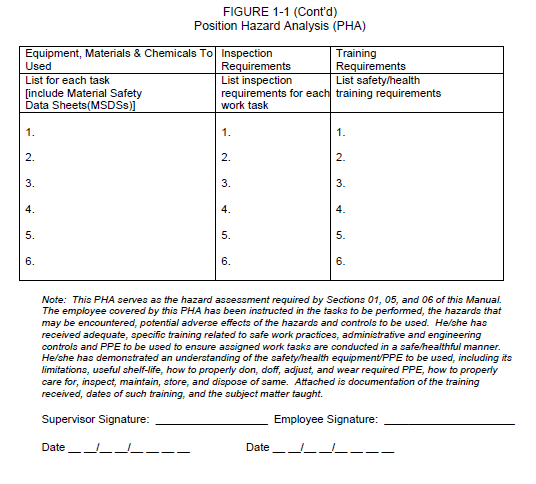 FIGURE 1-1 (Cont'd)
Position Hazard Analysis (PHA)
Equipment, Materials & Chemicals To
Used
Inspection
Requirements
Training
Requirements
List for each task
[include Material Safety
Data Sheets(MSDSs)]
List inspection
requirements for each
work task
List safety/health
training requirements
1. 1. 1.
2. 2. 2.
3. 3. 3.
4. 4. 4.
5. 5. 5.
6. 6. 6.
Note: This PHA serves as the hazard assessment required by Sections 01, 05, and 06 of this Manual.
The employee covered by this PHA has been instructed in the tasks to be performed, the hazards that
may be encountered, potential adverse effects of the hazards and controls to be used. He/she has
received adequate, specific training related to safe work practices, administrative and engineering
controls and PPE to be used to ensure assigned work tasks are conducted in a safe/healthful manner.
He/she has demonstrated an understanding of the safety/health equipment/PPE to be used, including its
limitations, useful shelf-life, how to properly don, doff, adjust, and wear required PPE, how to properly
care for, inspect, maintain, store, and dispose of same. Attached is documentation of the training
received, dates of such training, and the subject matter taught.
Supervisor Signature: __________________ Employee Signature: _____________________
Date __ __/__ __/__ __ __ __ Date __ __/__ __/__ __ __ __